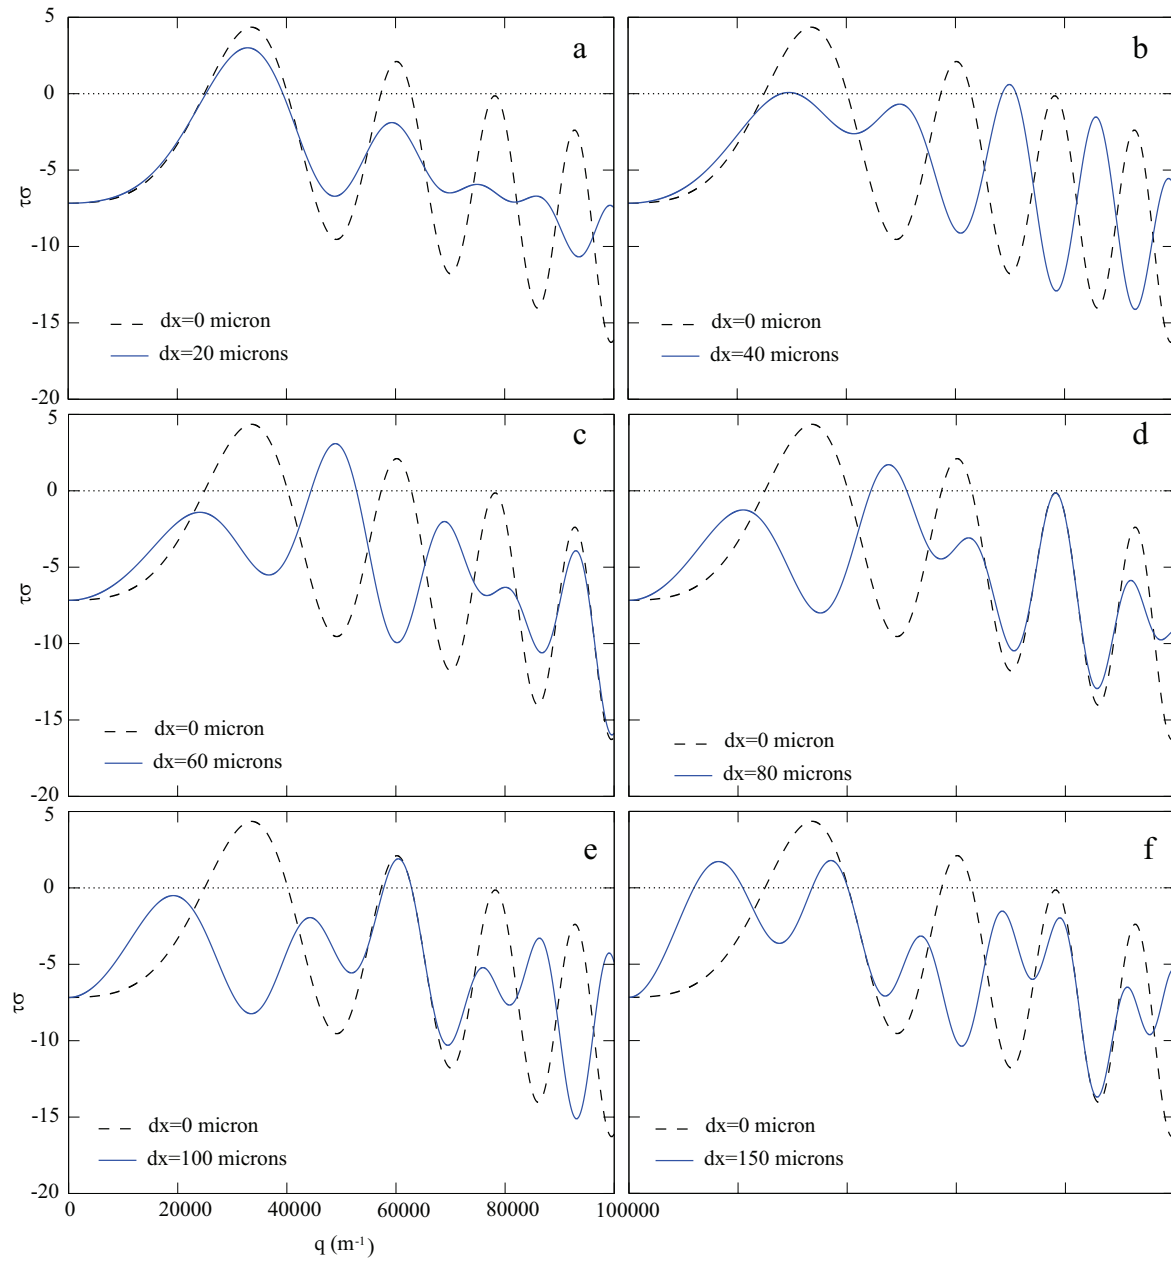 5
0
-5
-10
-15
-20
τσ
a
dx=0 micron
dx=20 microns
b
dx=0 micron
dx=40 microns
5
0
-5
-10
-15
-20
τσ
c
dx=0 micron
dx=60 microns
d
dx=0 micron
dx=80 microns
5
0
-5
-10
-15
-20
τσ
e
dx=0 micron
dx=100 microns
f
dx=0 micron
dx=150 microns
0 20000 40000 60000 80000 100000
q (m⁻¹)